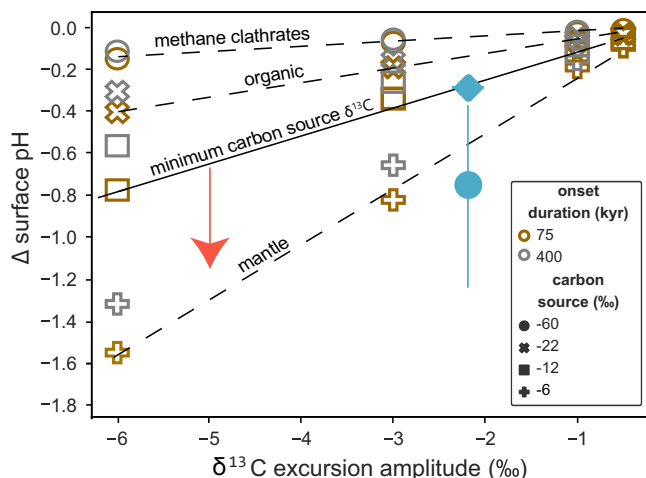 0.0
−0.2
−0.4
−0.6
−0.8
−1.0
−1.2
−1.4
−1.6
−1.8
Δ surface pH
methane clathrates
organic
minimum carbon source δ¹³C
mantle
onset
duration (kyr)
75
400
carbon
source (‰)
-60
-22
-12
-6
−6
−5
−4
−3
−2
−1
δ¹³C excursion amplitude (‰)